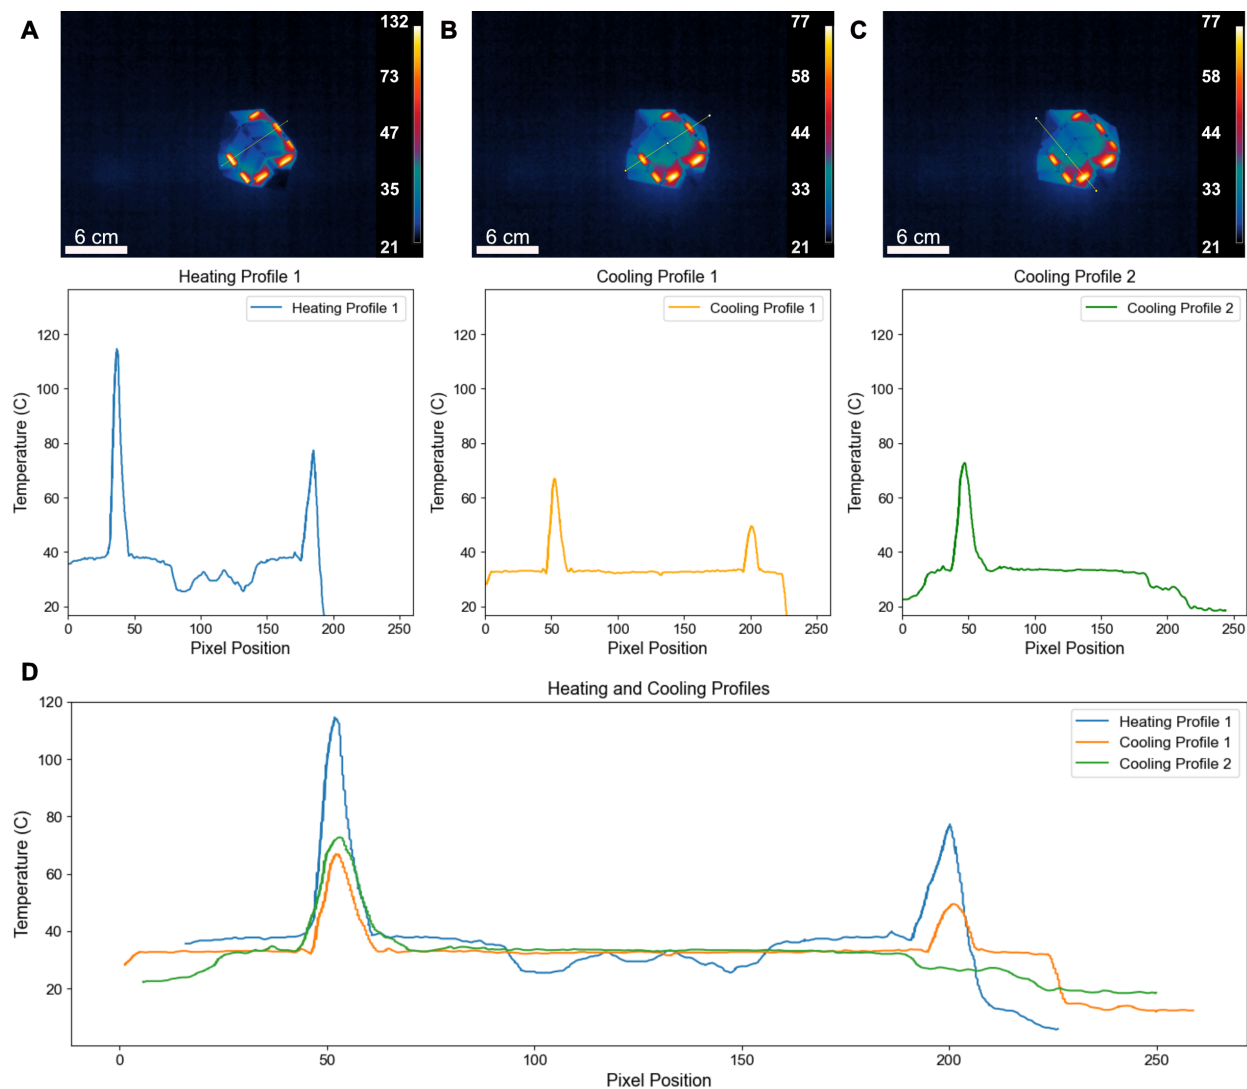 A
132
73
47
35
21
6 cm
B
77
58
44
33
21
6 cm
C
77
58
44
33
21
6 cm
Heating Profile 1
Heating Profile 1
120
100
80
60
40
20
Temperature (C)
0 50 100 150 200 250
Pixel Position
Cooling Profile 1
Cooling Profile 1
120
100
80
60
40
20
Temperature (C)
0 50 100 150 200 250
Pixel Position
Cooling Profile 2
Cooling Profile 2
120
100
80
60
40
20
Temperature (C)
0 50 100 150 200 250
Pixel Position
D
Heating and Cooling Profiles
Heating Profile 1
Cooling Profile 1
Cooling Profile 2
120
100
80
60
40
20
Temperature (C)
0 50 100 150 200 250
Pixel Position